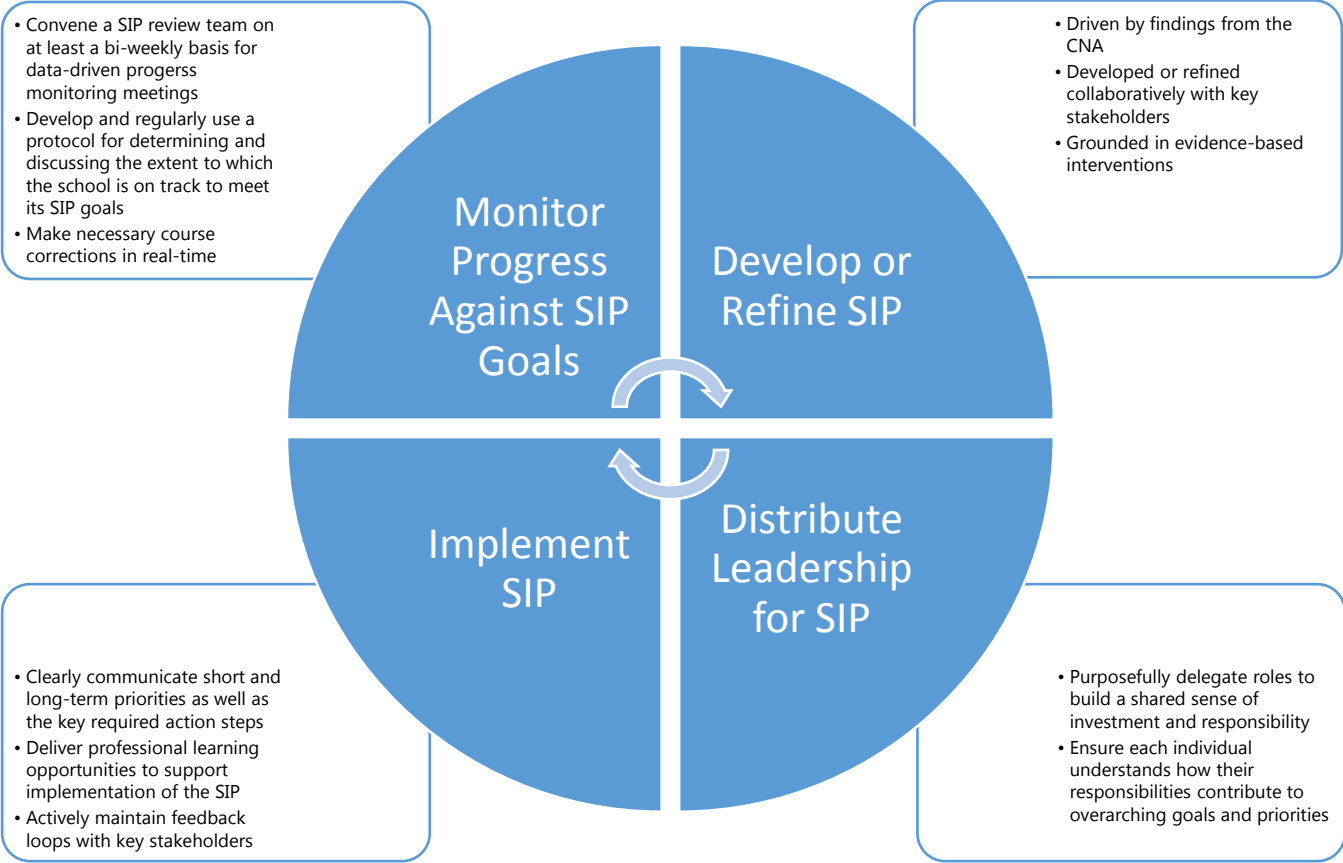 • Convene a SIP review team on
at least a bi-weekly basis for
data-driven progerss
monitoring meetings
• Develop and regularly use a
protocol for determining and
discussing the extent to which
the school is on track to meet
its SIP goals
• Make necessary course
corrections in real-time
• Driven by findings from the
CNA
• Developed or refined
collaboratively with key
stakeholders
• Grounded in evidence-based
interventions
Monitor
Progress
Against SIP
Goals
Develop or
Refine SIP
Implement
SIP
Distribute
Leadership
for SIP
• Clearly communicate short and
long-term priorities as well as
the key required action steps
• Deliver professional learning
opportunities to support
implementation of the SIP
• Actively maintain feedback
loops with key stakeholders
• Purposefully delegate roles to
build a shared sense of
investment and responsibility
• Ensure each individual
understands how their
responsibilities contribute to
overarching goals and priorities